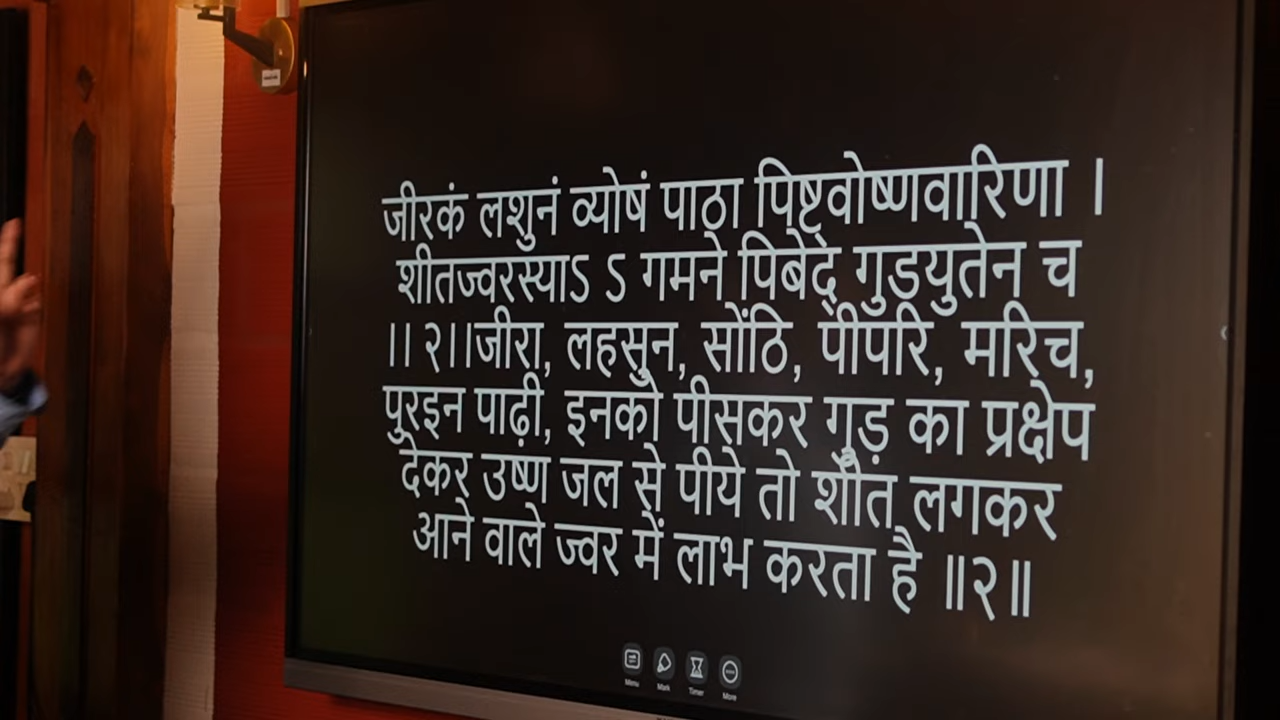 जीरकं लशुनं व्योषं पाठा पिष्ट्वोष्णवारिणा ।
शीतज्वरस्याऽ ऽ गमने पिबेद् गुडयुतेन च
।। २।।जीरा, लहसुन, सोंठि, पीपरि, मरिच,
पुरइन पाढ़ी, इनको पीसकर गुड़ का प्रक्षेप
देकर उष्ण जल से पीये तो शीत लगकर
आने वाले ज्वर में लाभ करता है ॥२॥
Menu Mark Timer More